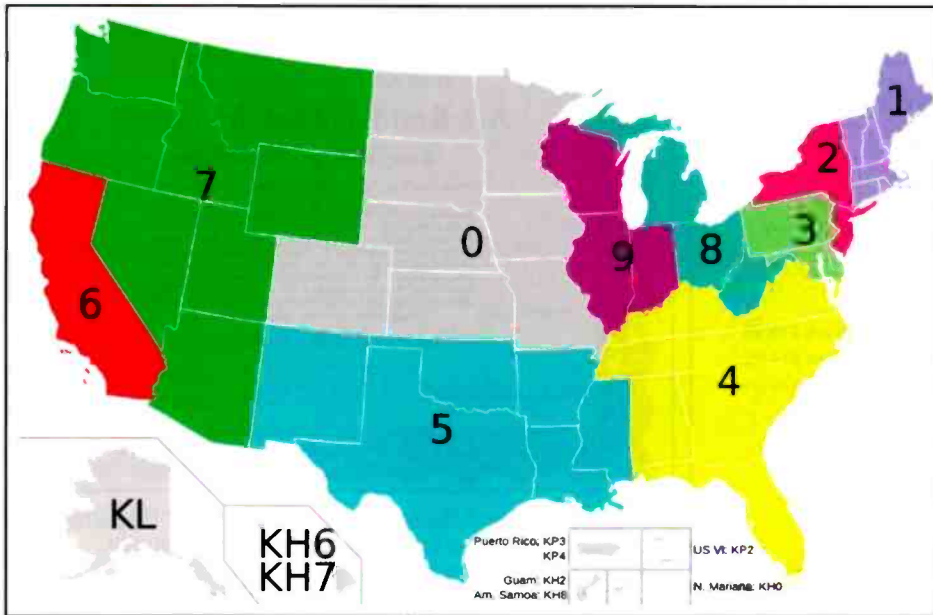 1
2
7
3
0
8
9
6
4
5
KL
KH6
KH7
Puerto Rico; KP3
KP4
US VI: KP2
Guam: KH2
Am. Samoa: KH8
N. Mariana: KH0